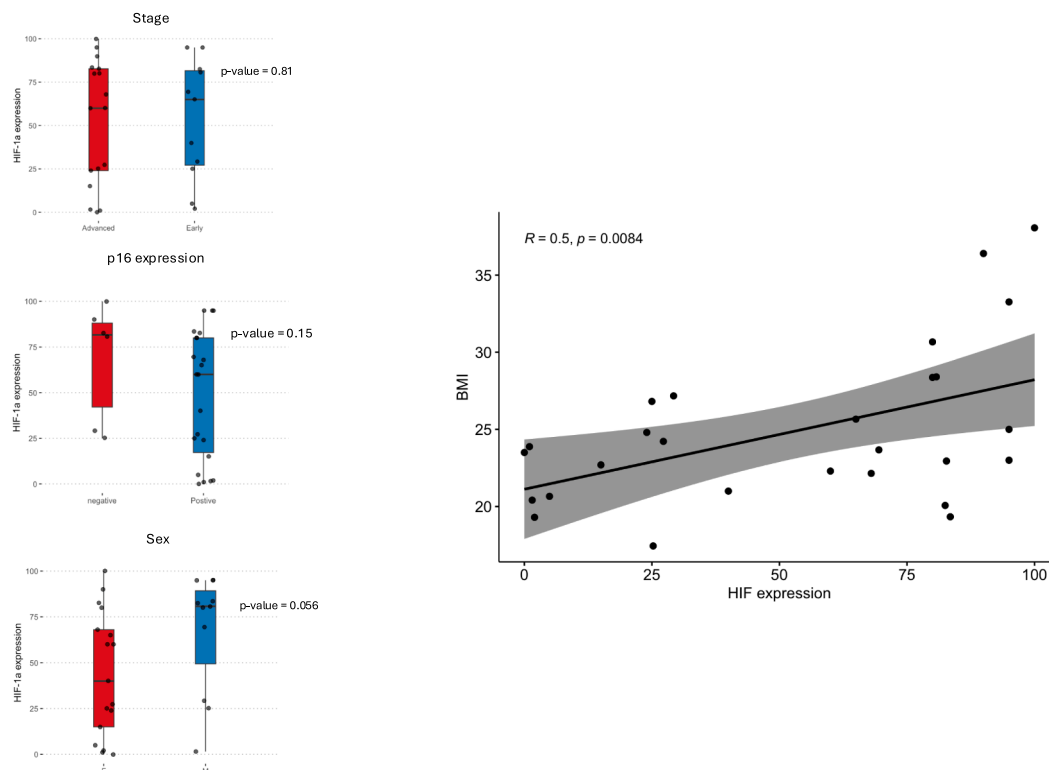 Stage
HIF-1a expression
100
75
50
25
0
p-value = 0.81
Advanced Early
p16 expression
HIF-1a expression
100
75
50
25
0
p-value = 0.15
negative Postive
Sex
HIF-1a expression
100
75
50
25
0
p-value = 0.056
R = 0.5, p = 0.0084
BMI
35
30
25
20
0 25 50 75 100
HIF expression